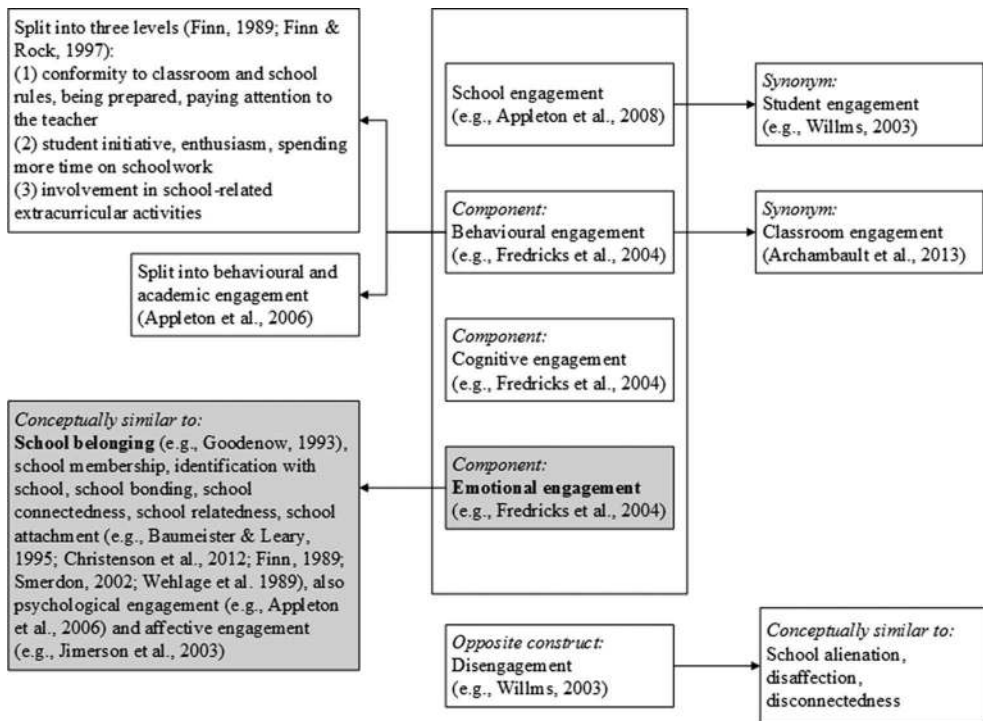 Split into three levels (Finn, 1989; Finn &
Rock, 1997):
(1) conformity to classroom and school
rules, being prepared, paying attention to
the teacher
(2) student initiative, enthusiasm, spending
more time on schoolwork
(3) involvement in school-related
extracurricular activities
Split into behavioural and
academic engagement
(Appleton et al., 2006)
Conceptually similar to:
School belonging (e.g., Goodenow, 1993),
school membership, identification with
school, school bonding, school
connectedness, school relatedness, school
attachment (e.g., Baumeister & Leary,
1995; Christenson et al., 2012; Finn, 1989;
Smerdon, 2002; Wehlage et al. 1989), also
psychological engagement (e.g., Appleton
et al., 2006) and affective engagement
(e.g., Jimerson et al., 2003)
School engagement
(e.g., Appleton et al., 2008)
Component:
Behavioural engagement
(e.g., Fredricks et al., 2004)
Component:
Cognitive engagement
(e.g., Fredricks et al., 2004)
Component:
Emotional engagement
(e.g., Fredricks et al., 2004)
Opposite construct:
Disengagement
(e.g., Willms, 2003)
Synonym:
Student engagement
(e.g., Willms, 2003)
Synonym:
Classroom engagement
(Archambault et al., 2013)
Conceptually similar to:
School alienation,
disaffection,
disconnectedness